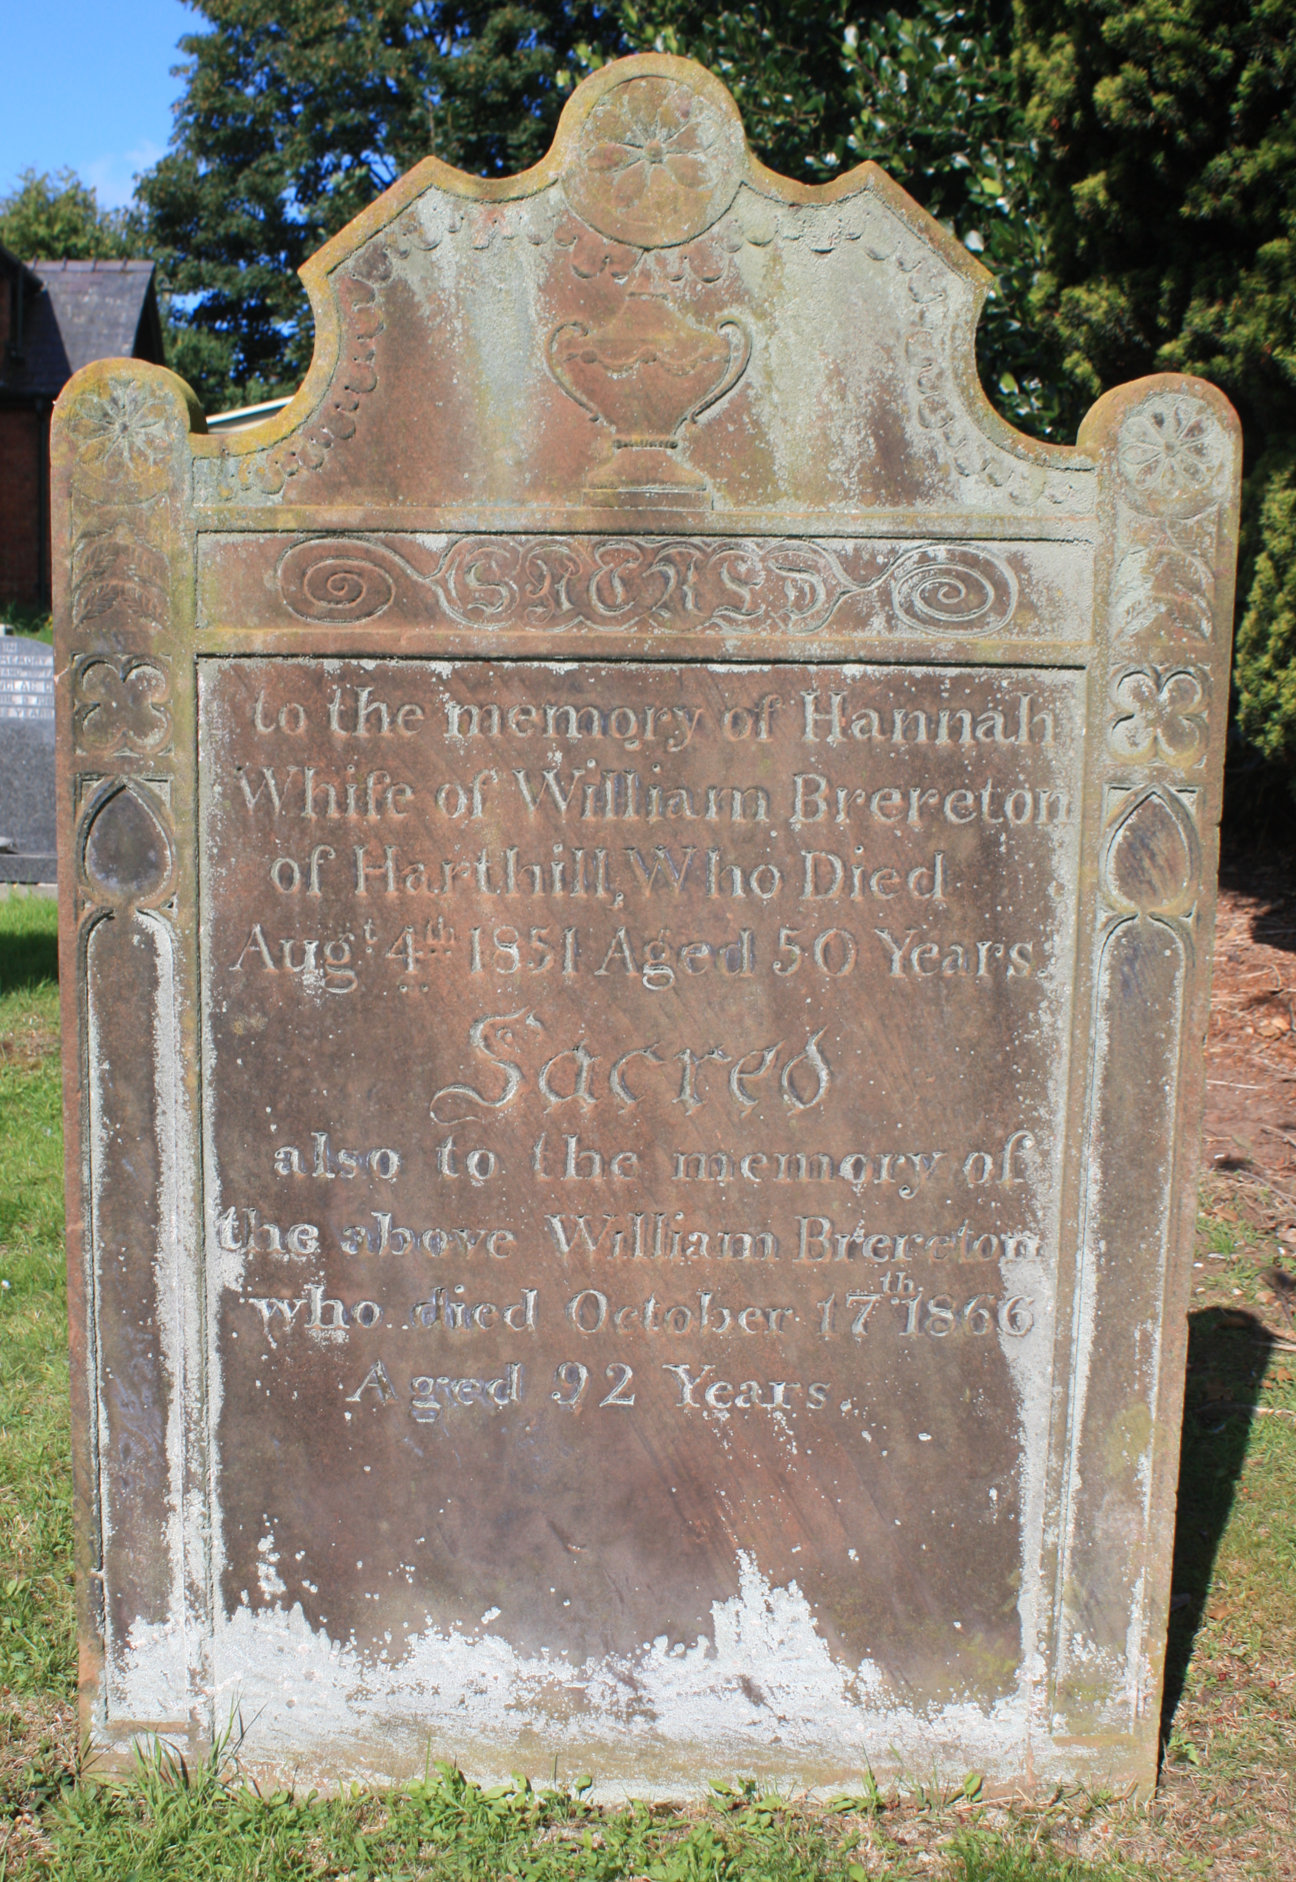 SACRED
to the memory of Hannah
Wife of William Brereton
of Harthill, Who Died
Augt 4th 1851 Aged 50 Years
Sacred
also to the memory of
the above William Brereton
who died October 17th 1866
Aged 92 Years.